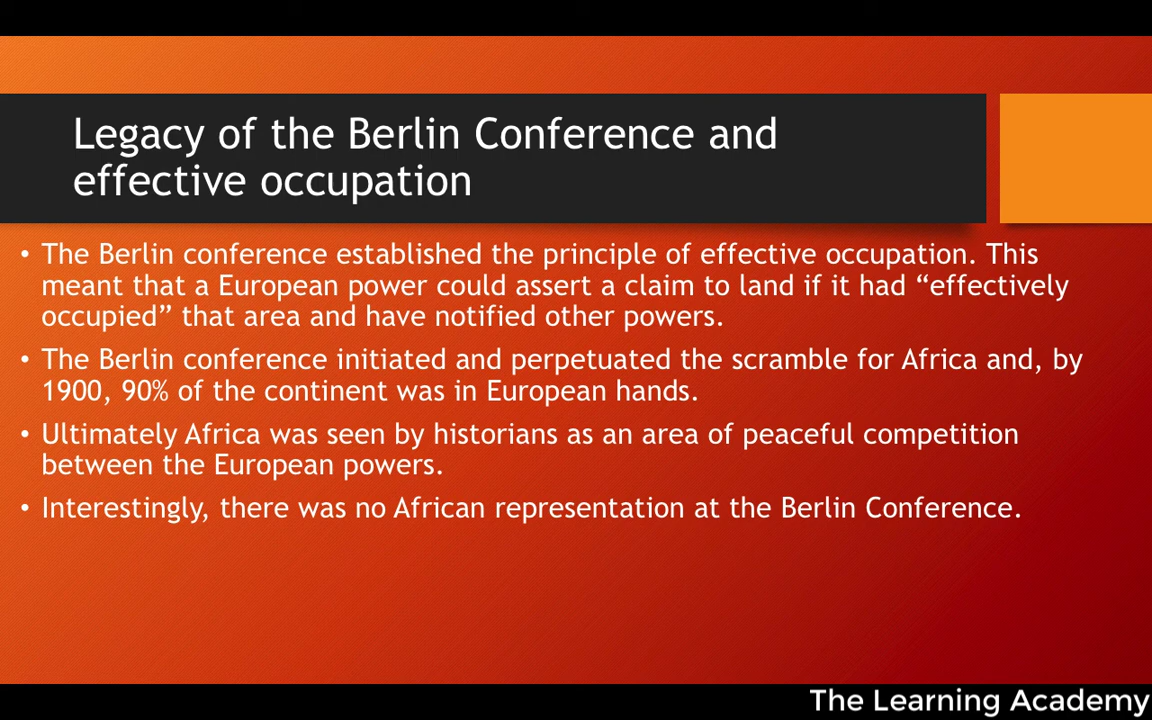 Legacy of the Berlin Conference and
effective occupation
• The Berlin conference established the principle of effective occupation. This
meant that a European power could assert a claim to land if it had “effectively
occupied” that area and have notified other powers.
• The Berlin conference initiated and perpetuated the scramble for Africa and, by
1900, 90% of the continent was in European hands.
• Ultimately Africa was seen by historians as an area of peaceful competition
between the European powers.
• Interestingly, there was no African representation at the Berlin Conference.
The Learning Academy